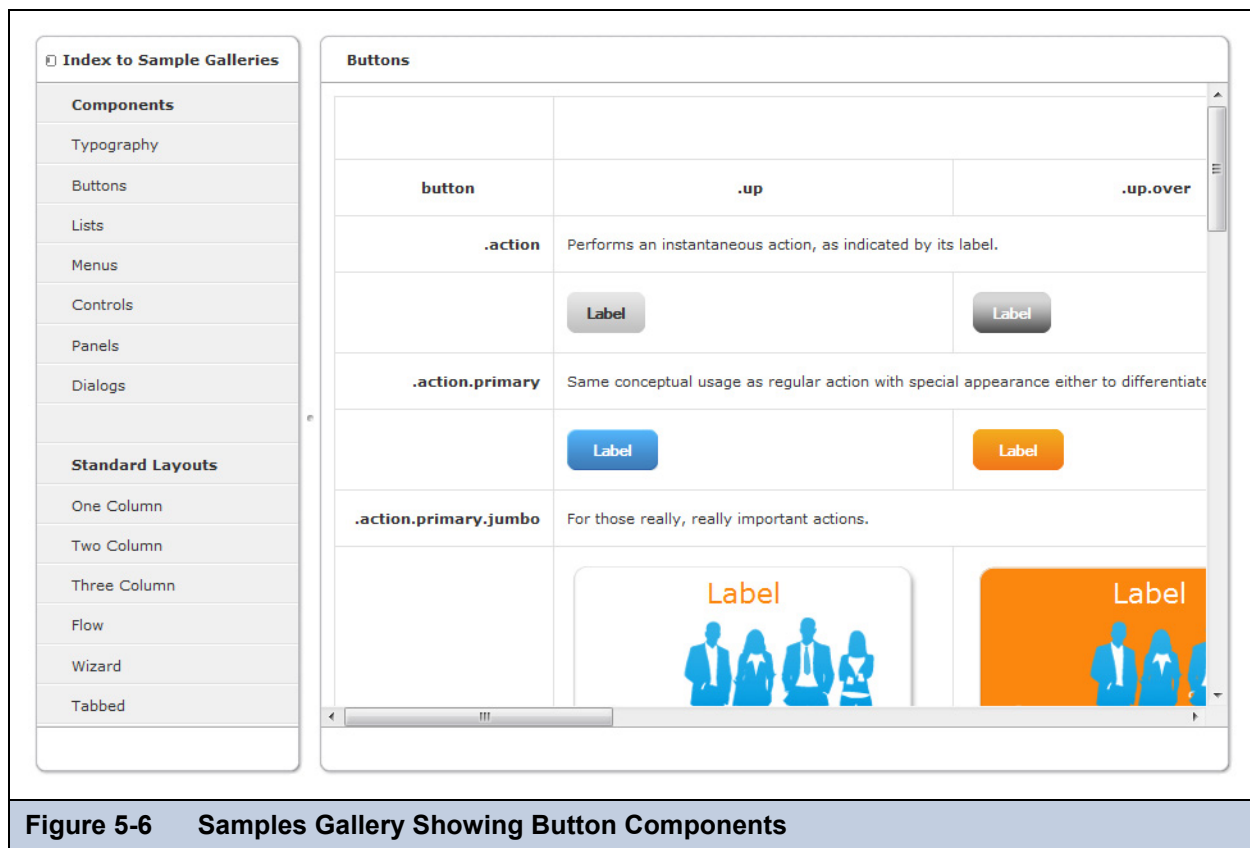 Index to Sample Galleries
Components
Typography
Buttons
Lists
Menus
Controls
Panels
Dialogs
Standard Layouts
One Column
Two Column
Three Column
Flow
Wizard
Tabbed
Buttons
button .up .up.over
.action Performs an instantaneous action, as indicated by its label.
Label Label
.action.primary Same conceptual usage as regular action with special appearance either to differentiate
Label Label
.action.primary.jumbo For those really, really important actions.
Label Label
Figure 5-6 Samples Gallery Showing Button Components